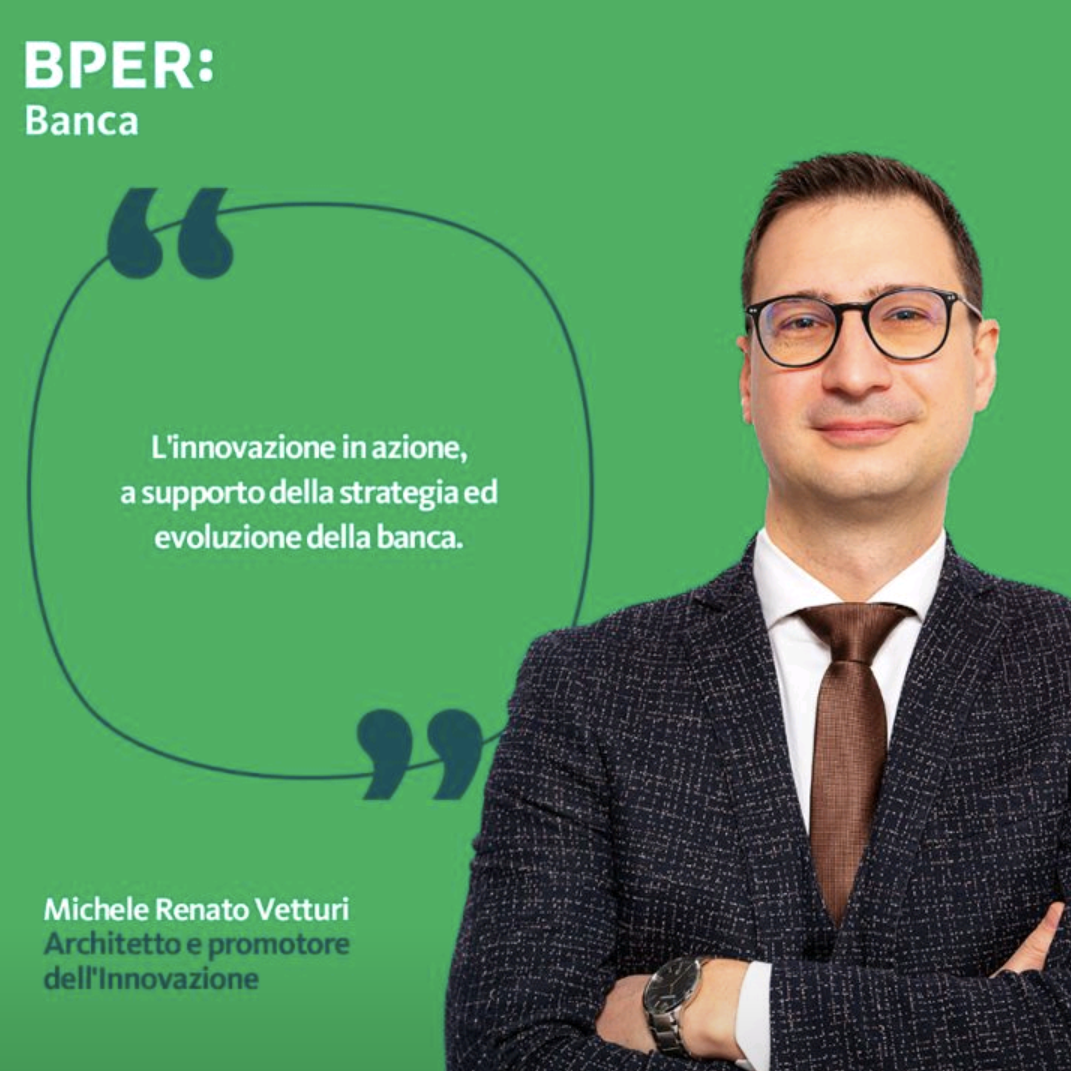 BPER:
Banca
L'innovazione in azione,
a supporto della strategia ed
evoluzione della banca.
Michele Renato Vetturi
Architetto e promotore
dell'Innovazione